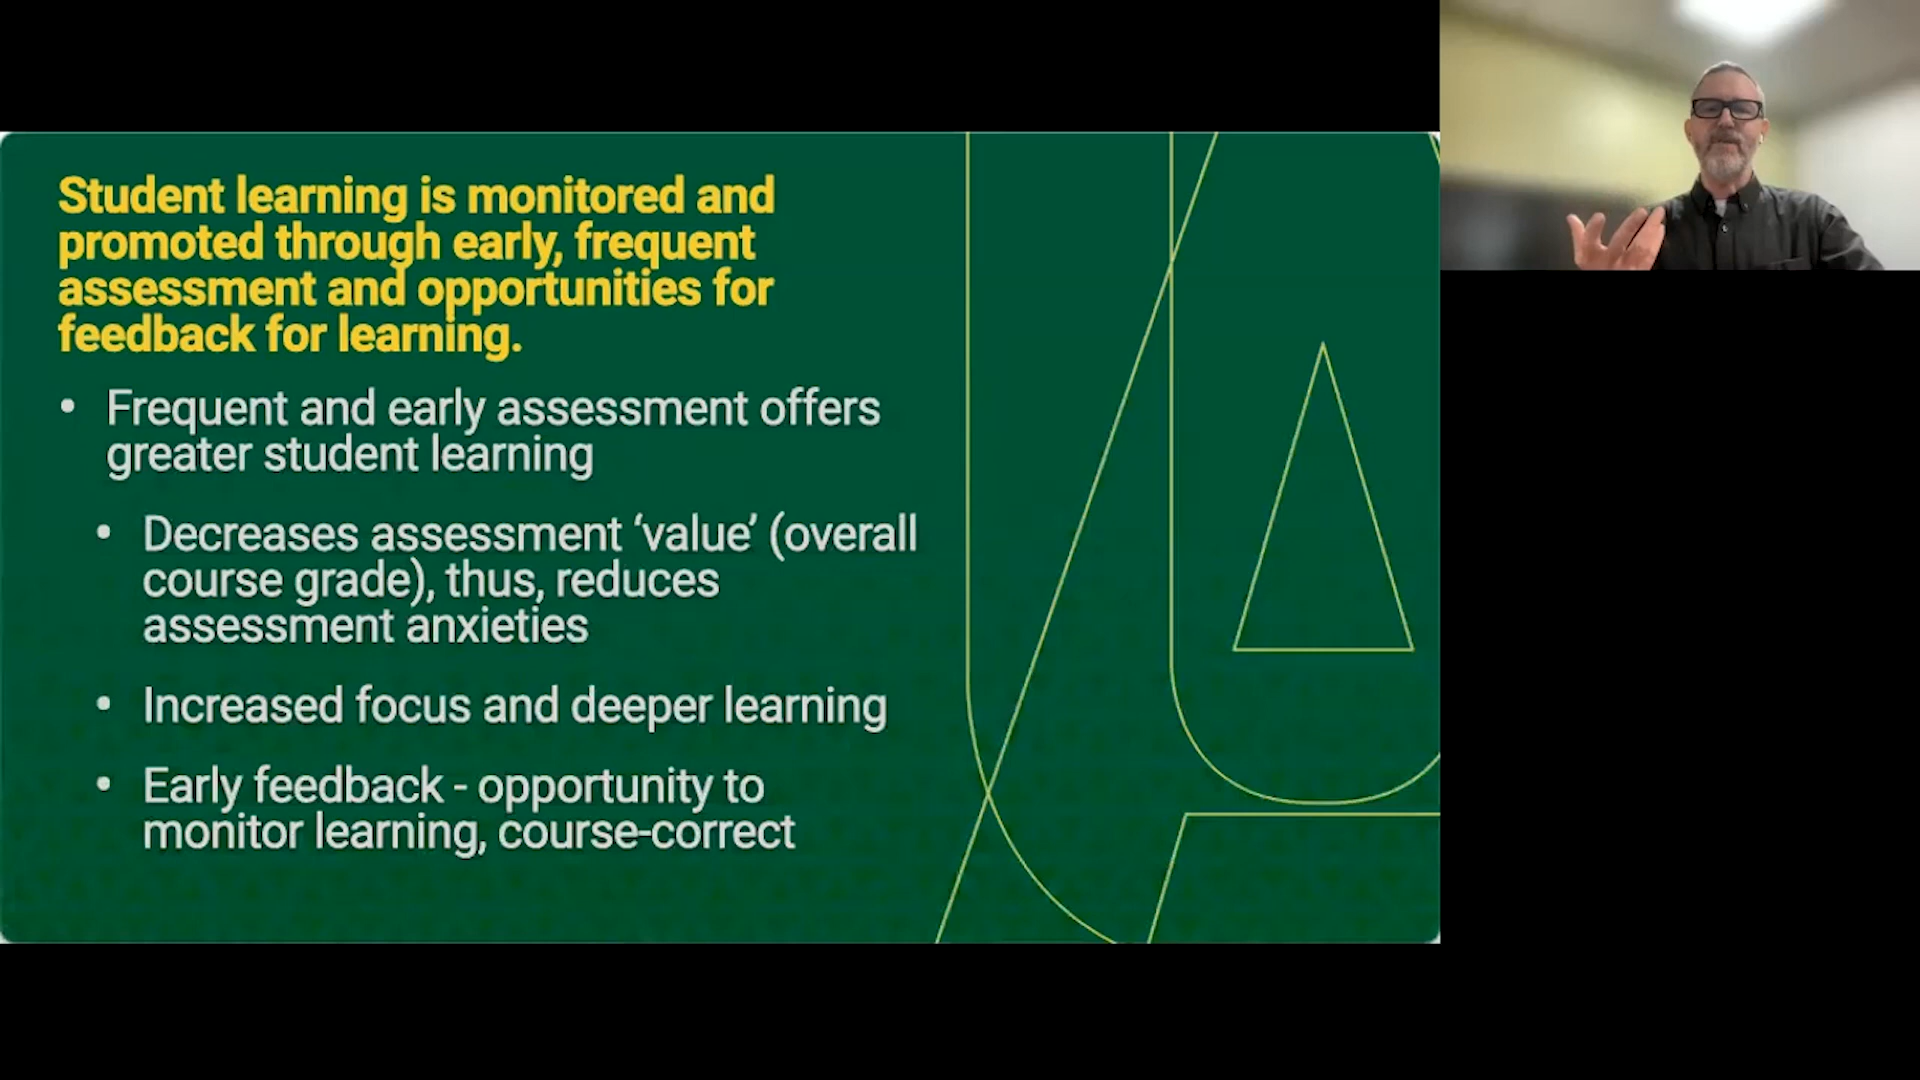 Student learning is monitored and
promoted through early, frequent
assessment and opportunities for
feedback for learning.
• Frequent and early assessment offers
greater student learning
• Decreases assessment ‘value’ (overall
course grade), thus, reduces
assessment anxieties
• Increased focus and deeper learning
• Early feedback - opportunity to
monitor learning, course-correct